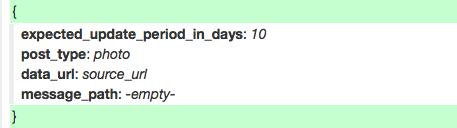 {
expected_update_period_in_days: 10
post_type: photo
data_url: source_url
message_path: -empty-
}